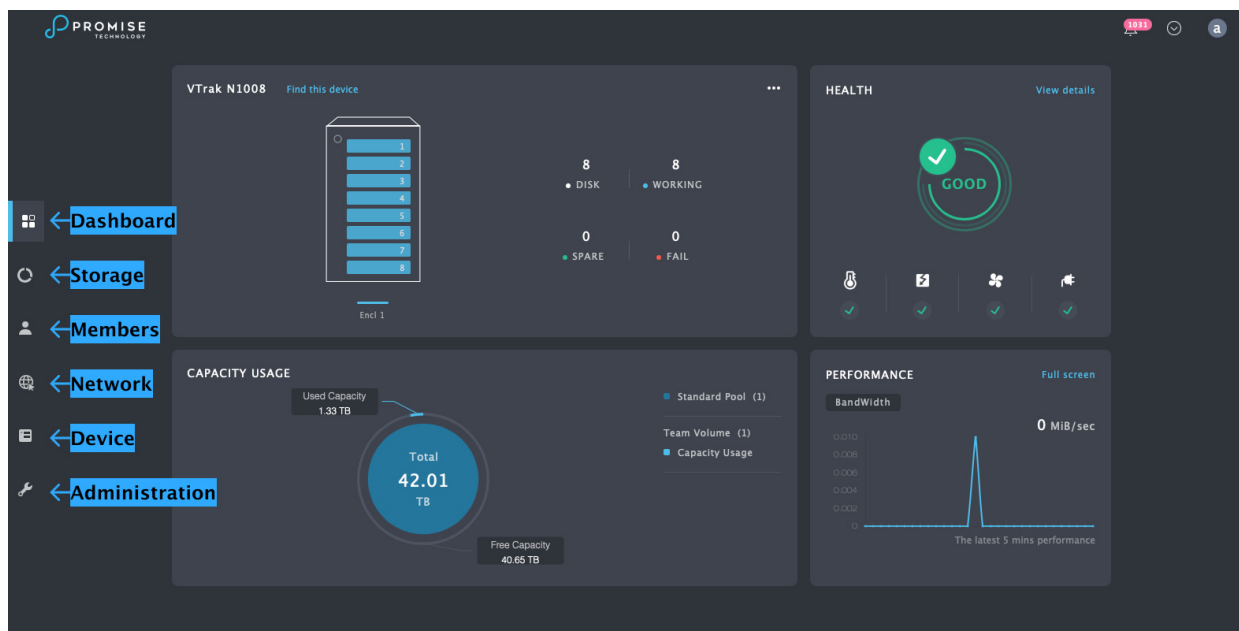 PROMISE
TECHNOLOGY
1031
a
VTrak N1008 Find this device
1
2
3
4
5
6
7
8
Encl 1
8
DISK
8
WORKING
0
SPARE
0
FAIL
HEALTH View details
GOOD
Dashboard
Storage
Members
Network
Device
Administration
CAPACITY USAGE
Used Capacity
1.33 TB
Total
42.01
TB
Free Capacity
40.65 TB
Standard Pool (1)
Team Volume (1)
Capacity Usage
PERFORMANCE Full screen
BandWidth
0 MiB/sec
0.010
0.008
0.006
0.004
0.002
0
The latest 5 mins performance